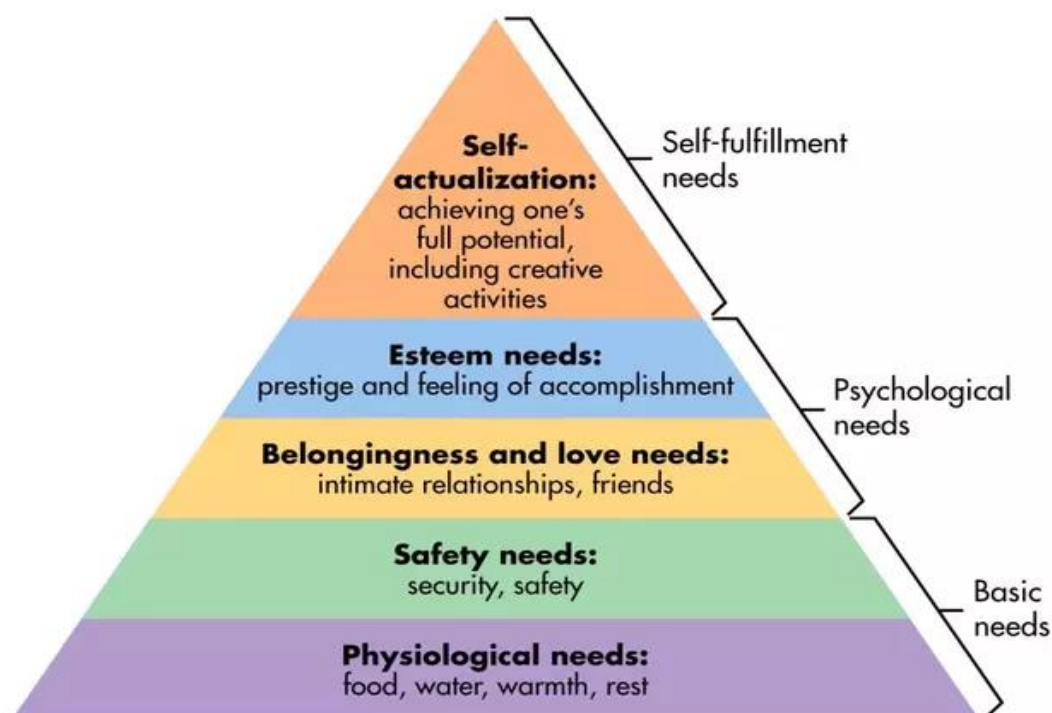 Self-
actualization:
achieving one's
full potential,
including creative
activities
Self-fulfillment
needs
Esteem needs:
prestige and feeling of accomplishment
Belongingness and love needs:
intimate relationships, friends
Psychological
needs
Safety needs:
security, safety
Physiological needs:
food, water, warmth, rest
Basic
needs